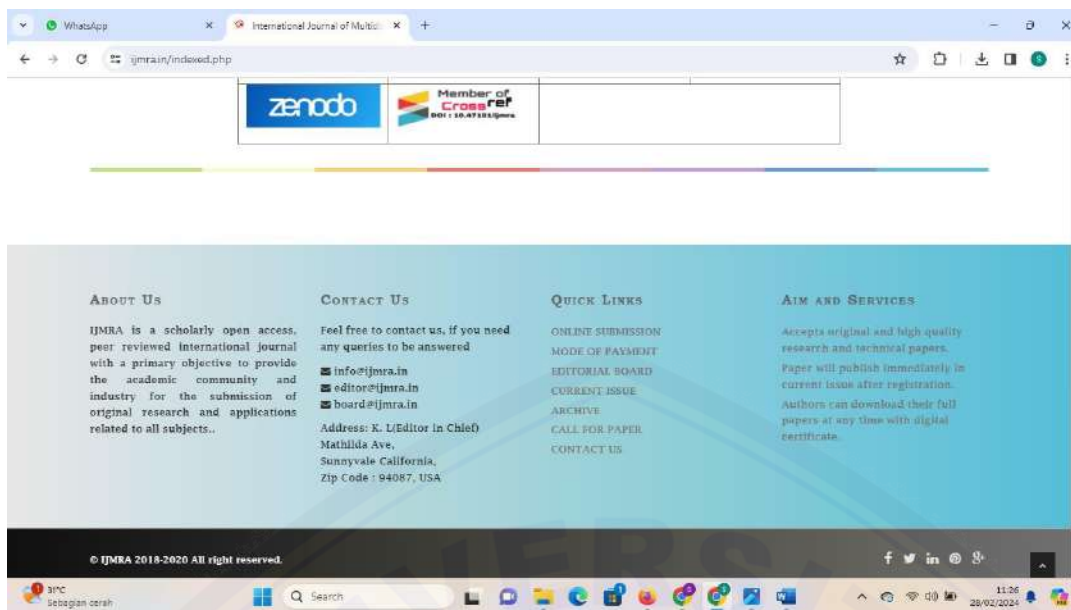 WhatsApp
International Journal of Multidi
ijmra.in/indexed.php
zenodo
Member of
Crossref
DOI : 10.47191/ijmra
ABOUT US
IJMRA is a scholarly open access,
peer reviewed international journal
with a primary objective to provide
the academic community and
industry for the submission of
original research and applications
related to all subjects..
CONTACT US
Feel free to contact us, if you need
any queries to be answered
info@ijmra.in
editor@ijmra.in
board@ijmra.in
Address: K. L(Editor in Chief)
Mathilda Ave,
Sunnyvale California,
Zip Code : 94087, USA
QUICK LINKS
ONLINE SUBMISSION
MODE OF PAYMENT
EDITORIAL BOARD
CURRENT ISSUE
ARCHIVE
CALL FOR PAPER
CONTACT US
AIM AND SERVICES
Accepts original and high quality
research and technical papers.
Paper will publish immediately in
current issue after registration.
Authors can download their full
papers at any time with digital
certificate.
© IJMRA 2018-2020 All right reserved.
31°C
Sebagian cerah
Search
11:26
28/02/2024